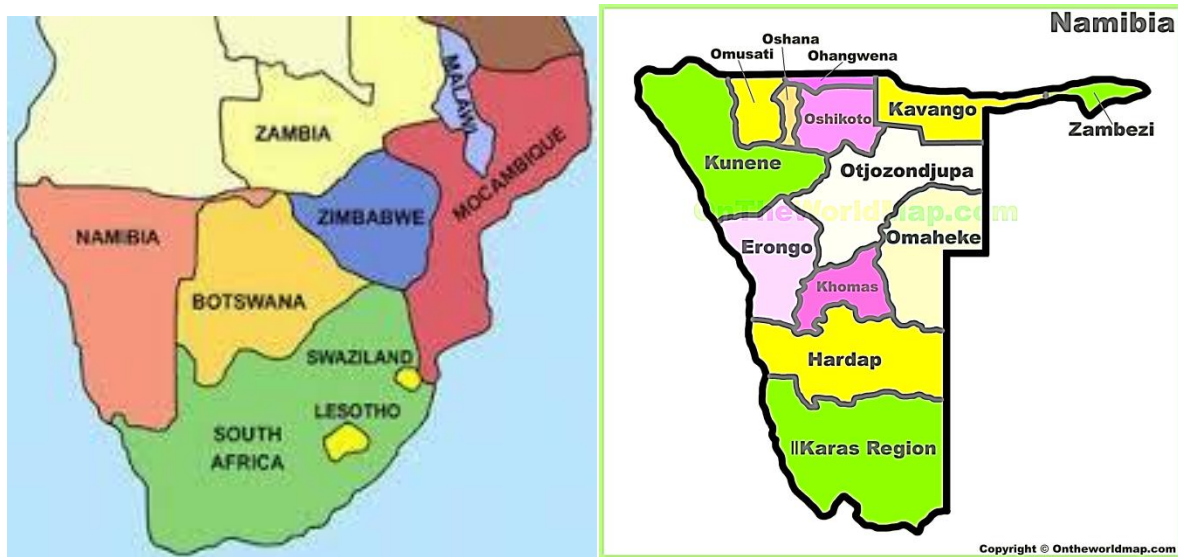 ZAMBIA
MALAWI
MOCAMBIQUE
ZIMBABWE
NAMIBIA
BOTSWANA
SWAZILAND
LESOTHO
SOUTH
AFRICA
Namibia
Oshana
Omusati
Ohangwena
Kavango
Oshikoto
Zambezi
Kunene
Otjozondjupa
OnTheWorldMap.com
Omaheke
Erongo
Khomas
Hardap
llKaras Region
Copyright © Ontheworldmap.com